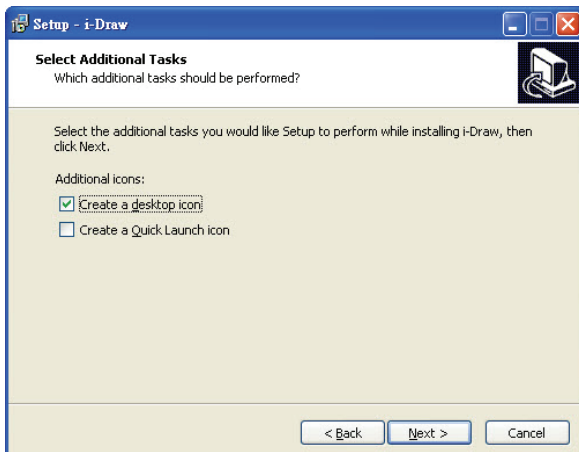 Setup - i-Draw
Select Additional Tasks
Which additional tasks should be performed?
Select the additional tasks you would like Setup to perform while installing i-Draw, then
click Next.
Additional icons:
Create a desktop icon
Create a Quick Launch icon
< Back
Next >
Cancel